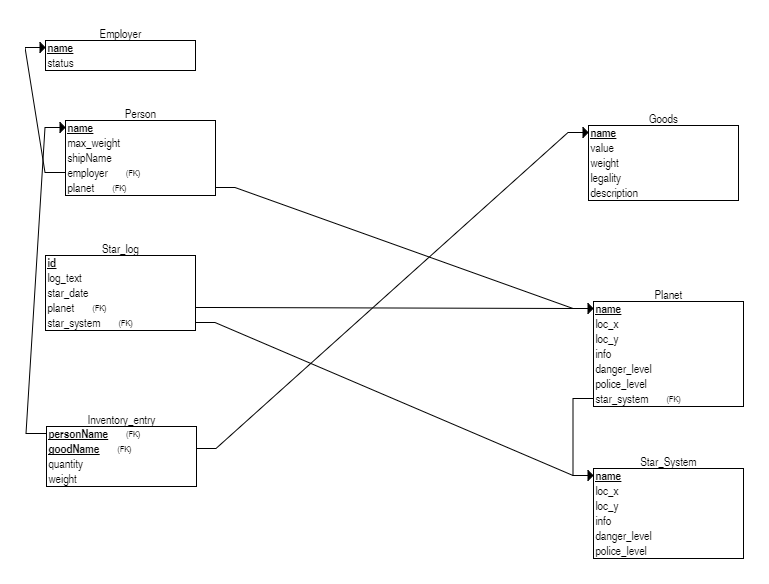 Employer
name
status
Person
name
max_weight
shipName
employer (FK)
planet (FK)
Star_log
id
log_text
star_date
planet (FK)
star_system (FK)
Inventory_entry
personName (FK)
goodName (FK)
quantity
weight
Goods
name
value
weight
legality
description
Planet
name
loc_x
loc_y
info
danger_level
police_level
star_system (FK)
Star_System
name
loc_x
loc_y
info
danger_level
police_level